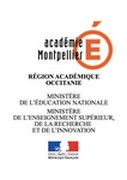 académie
Montpellier
RÉGION ACADÉMIQUE
OCCITANIE
MINISTÈRE
DE L'ÉDUCATION NATIONALE
MINISTÈRE
DE L'ENSEIGNEMENT SUPÉRIEUR,
DE LA RECHERCHE
ET DE L'INNOVATION